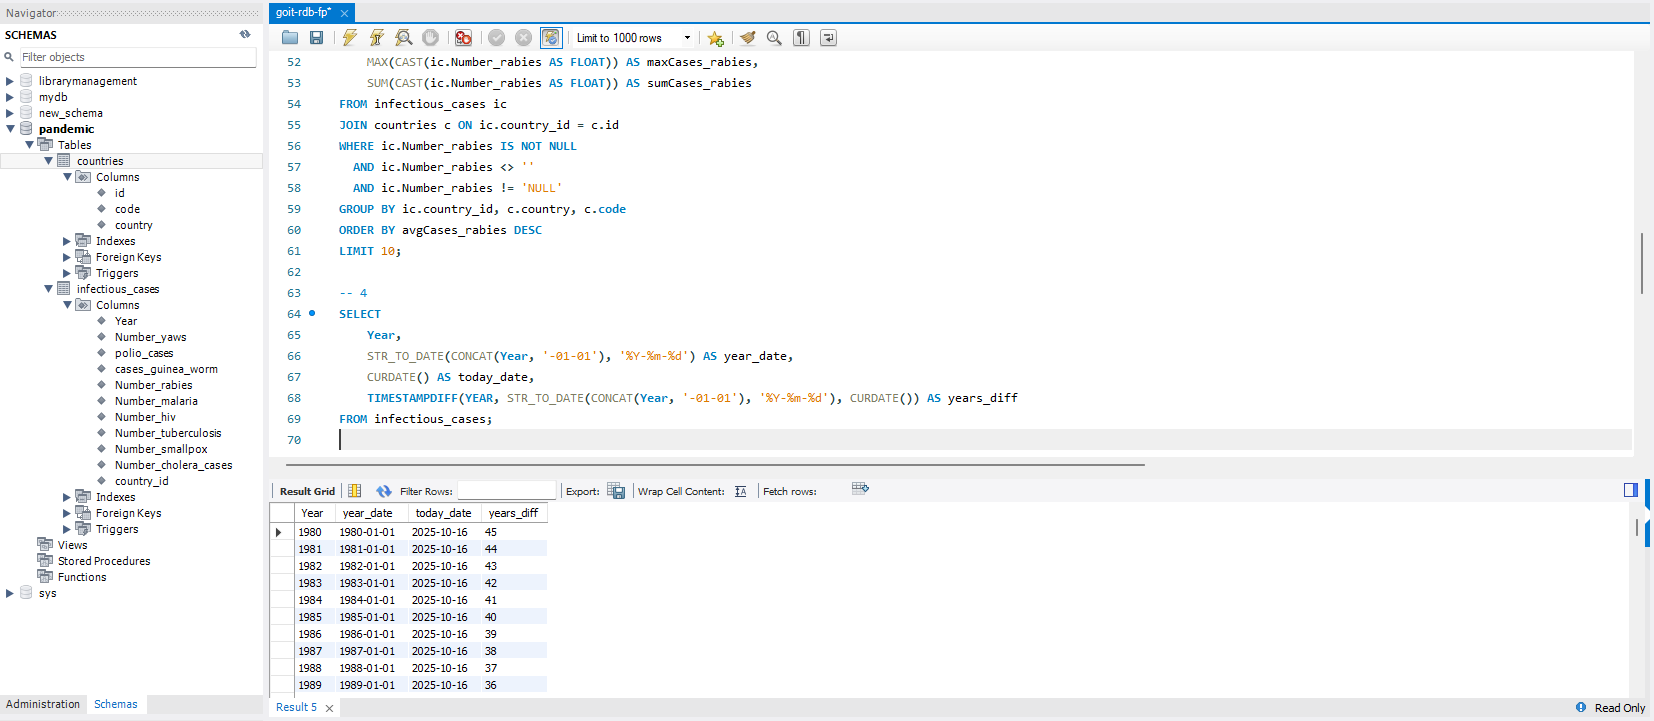 Navigator
SCHEMAS
Filter objects
librarymanagement
mydb
new_schema
pandemic
Tables
countries
Columns
id
code
country
Indexes
Foreign Keys
Triggers
infectious_cases
Columns
Year
Number_yaws
polio_cases
cases_guinea_worm
Number_rabies
Number_malaria
Number_hiv
Number_tuberculosis
Number_smallpox
Number_cholera_cases
country_id
Indexes
Foreign Keys
Triggers
Views
Stored Procedures
Functions
sys
Administration Schemas
goit-rdb-fp*
Limit to 1000 rows
52 MAX(CAST(ic.Number_rabies AS FLOAT)) AS maxCases_rabies,
53 SUM(CAST(ic.Number_rabies AS FLOAT)) AS sumCases_rabies
54 FROM infectious_cases ic
55 JOIN countries c ON ic.country_id = c.id
56 WHERE ic.Number_rabies IS NOT NULL
57 AND ic.Number_rabies <> ''
58 AND ic.Number_rabies != 'NULL'
59 GROUP BY ic.country_id, c.country, c.code
60 ORDER BY avgCases_rabies DESC
61 LIMIT 10;
62
63 -- 4
64 SELECT
65 Year,
66 STR_TO_DATE(CONCAT(Year, '-01-01'), '%Y-%m-%d') AS year_date,
67 CURDATE() AS today_date,
68 TIMESTAMPDIFF(YEAR, STR_TO_DATE(CONCAT(Year, '-01-01'), '%Y-%m-%d'), CURDATE()) AS years_diff
69 FROM infectious_cases;
70
Result Grid Filter Rows: Export: Wrap Cell Content: IA Fetch rows:
Year year_date today_date years_diff
1980 1980-01-01 2025-10-16 45
1981 1981-01-01 2025-10-16 44
1982 1982-01-01 2025-10-16 43
1983 1983-01-01 2025-10-16 42
1984 1984-01-01 2025-10-16 41
1985 1985-01-01 2025-10-16 40
1986 1986-01-01 2025-10-16 39
1987 1987-01-01 2025-10-16 38
1988 1988-01-01 2025-10-16 37
1989 1989-01-01 2025-10-16 36
Result 5
Read Only